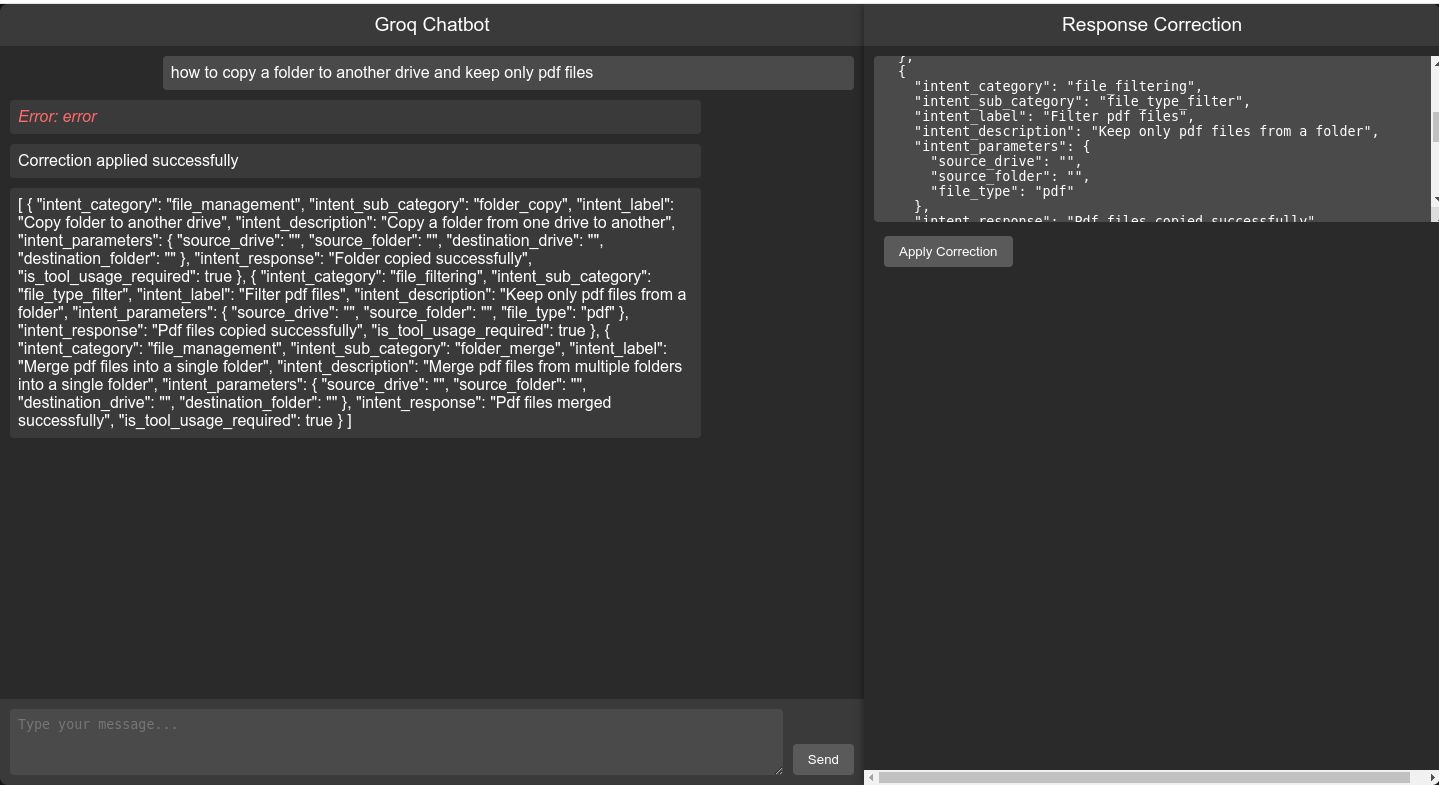 Groq Chatbot
how to copy a folder to another drive and keep only pdf files
Error: error
Correction applied successfully
[ { "intent_category": "file_management", "intent_sub_category": "folder_copy", "intent_label":
"Copy folder to another drive", "intent_description": "Copy a folder from one drive to another",
"intent_parameters": { "source_drive": "", "source_folder": "", "destination_drive": "",
"destination_folder": "" }, "intent_response": "Folder copied successfully",
"is_tool_usage_required": true }, { "intent_category": "file_filtering", "intent_sub_category":
"file_type_filter", "intent_label": "Filter pdf files", "intent_description": "Keep only pdf files from a
folder", "intent_parameters": { "source_drive": "", "source_folder": "", "file_type": "pdf" },
"intent_response": "Pdf files copied successfully", "is_tool_usage_required": true }, {
"intent_category": "file_management", "intent_sub_category": "folder_merge", "intent_label":
"Merge pdf files into a single folder", "intent_description": "Merge pdf files from multiple folders
into a single folder", "intent_parameters": { "source_drive": "", "source_folder": "",
"destination_drive": "", "destination_folder": "" }, "intent_response": "Pdf files merged
successfully", "is_tool_usage_required": true } ]
Type your message...
Send
Response Correction
},
{
"intent_category": "file_filtering",
"intent_sub_category": "file_type_filter",
"intent_label": "Filter pdf files",
"intent_description": "Keep only pdf files from a folder",
"intent_parameters": {
"source_drive": "",
"source_folder": "",
"file_type": "pdf"
},
"intent_response": "Pdf files copied successfully"
Apply Correction